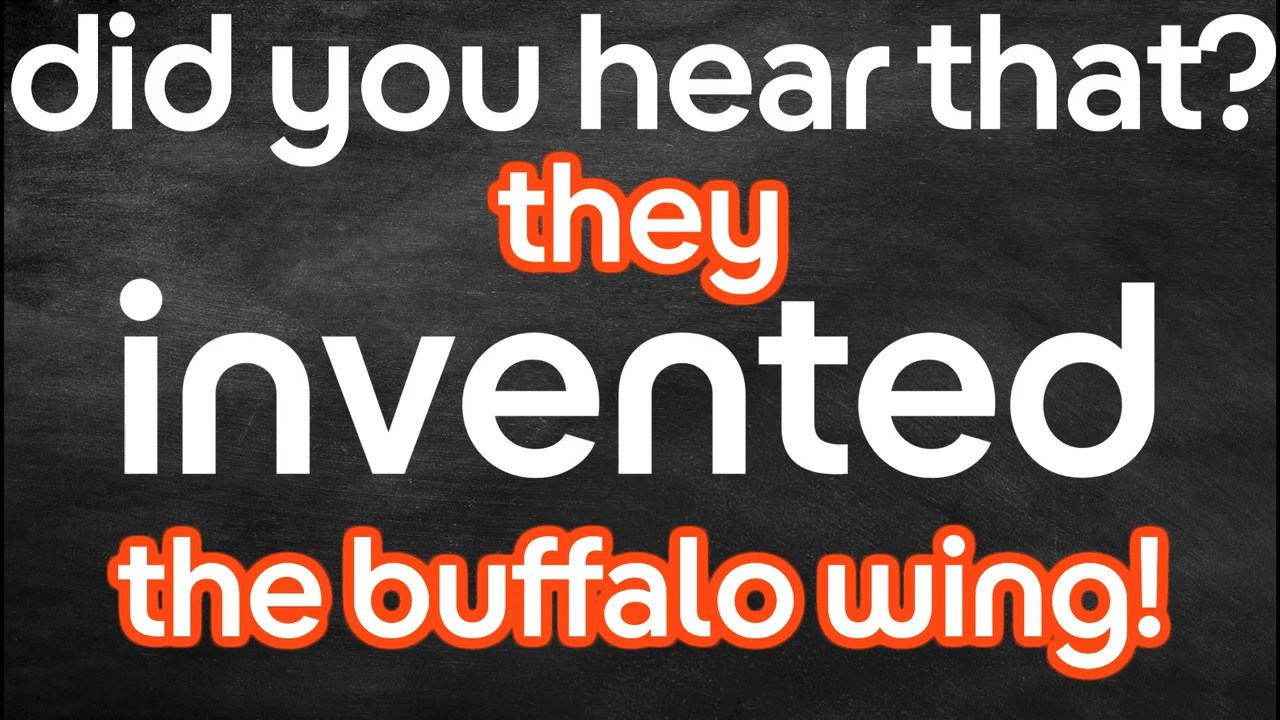 did you hear that?
they
invented
the buffalo wing!